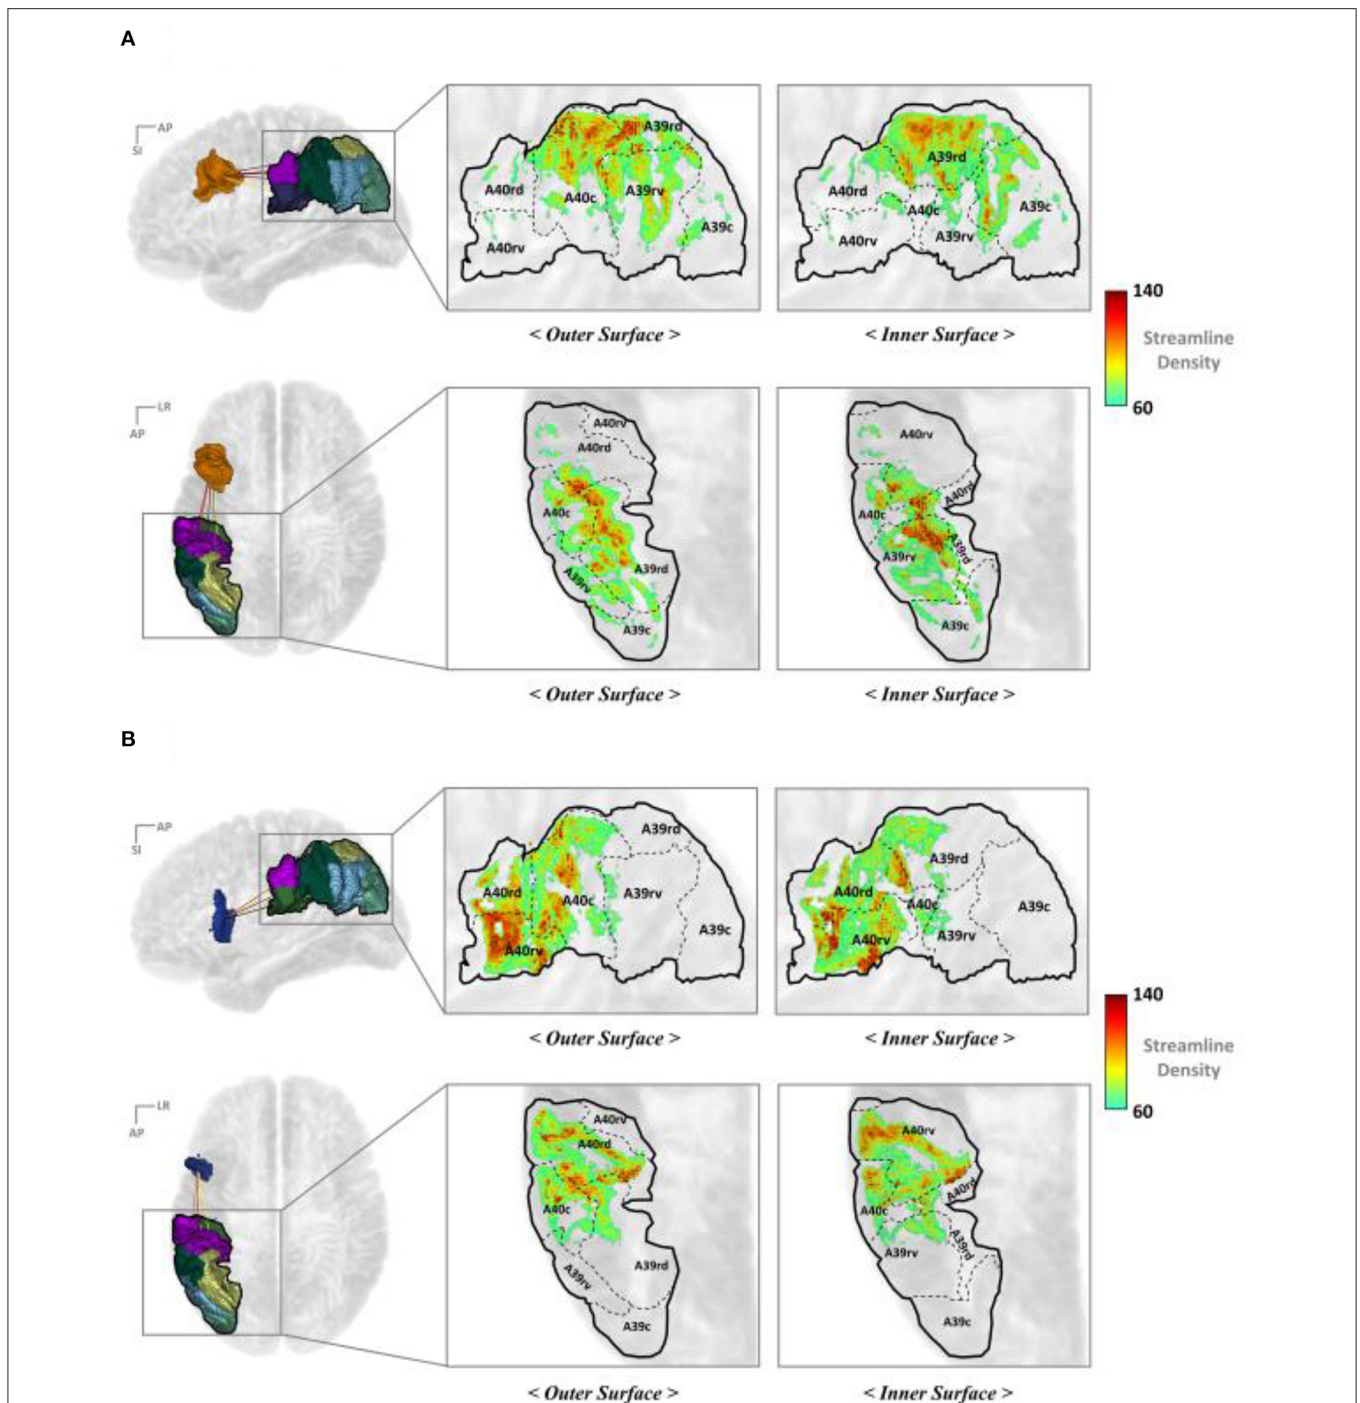 A
AP
SI
A39rd
A40rd
A40c
A39rv
A39c
A40rv
A39rd
A40rd
A40c
A39c
A40rv
A39rv
< Outer Surface >
< Inner Surface >
140
Streamline
Density
60
LR
AP
A40rv
A40rd
A40c
A39rd
A39rv
A39c
A40rv
A40rd
A40c
A39rd
A39rv
A39c
< Outer Surface >
< Inner Surface >
B
AP
SI
A39rd
A40rd
A40c
A39rv
A39c
A40rv
A39rd
A40rd
A40c
A39c
A40rv
A39rv
< Outer Surface >
< Inner Surface >
140
Streamline
Density
60
LR
AP
A40rv
A40rd
A40c
A39rd
A39rv
A39c
A40rv
A40rd
A40c
A39rd
A39rv
A39c
< Outer Surface >
< Inner Surface >